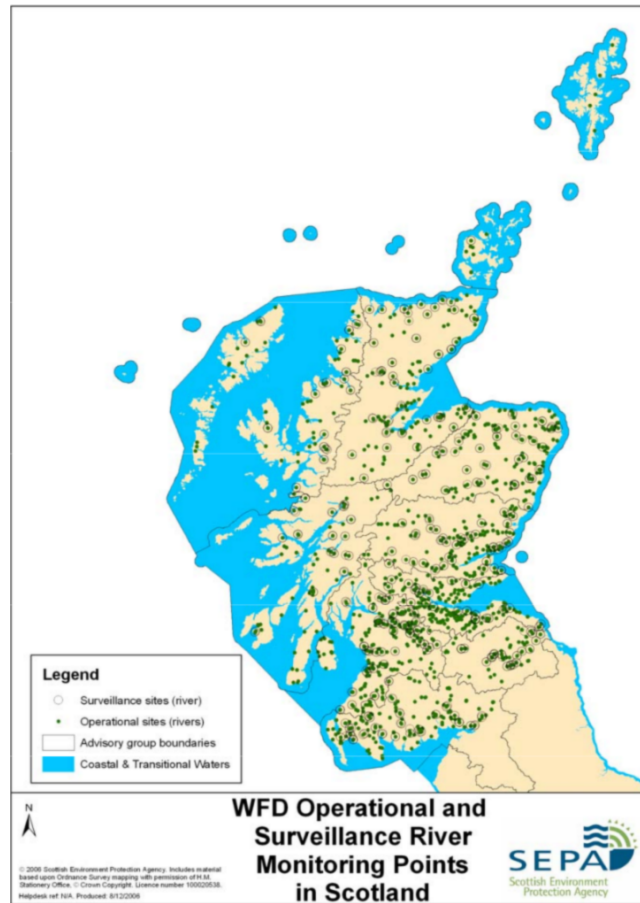 Legend
Surveillance sites (river)
Operational sites (rivers)
Advisory group boundaries
Coastal & Transitional Waters
N
WFD Operational and
Surveillance River
Monitoring Points
in Scotland
© 2006 Scottish Environment Protection Agency. Includes material
based upon Ordnance Survey mapping with permission of H.M.
Stationery Office, © Crown Copyright. Licence number 100020538.
Helpdesk ref: N/A. Produced: 8/12/2006
SEPA
Scottish Environment
Protection Agency